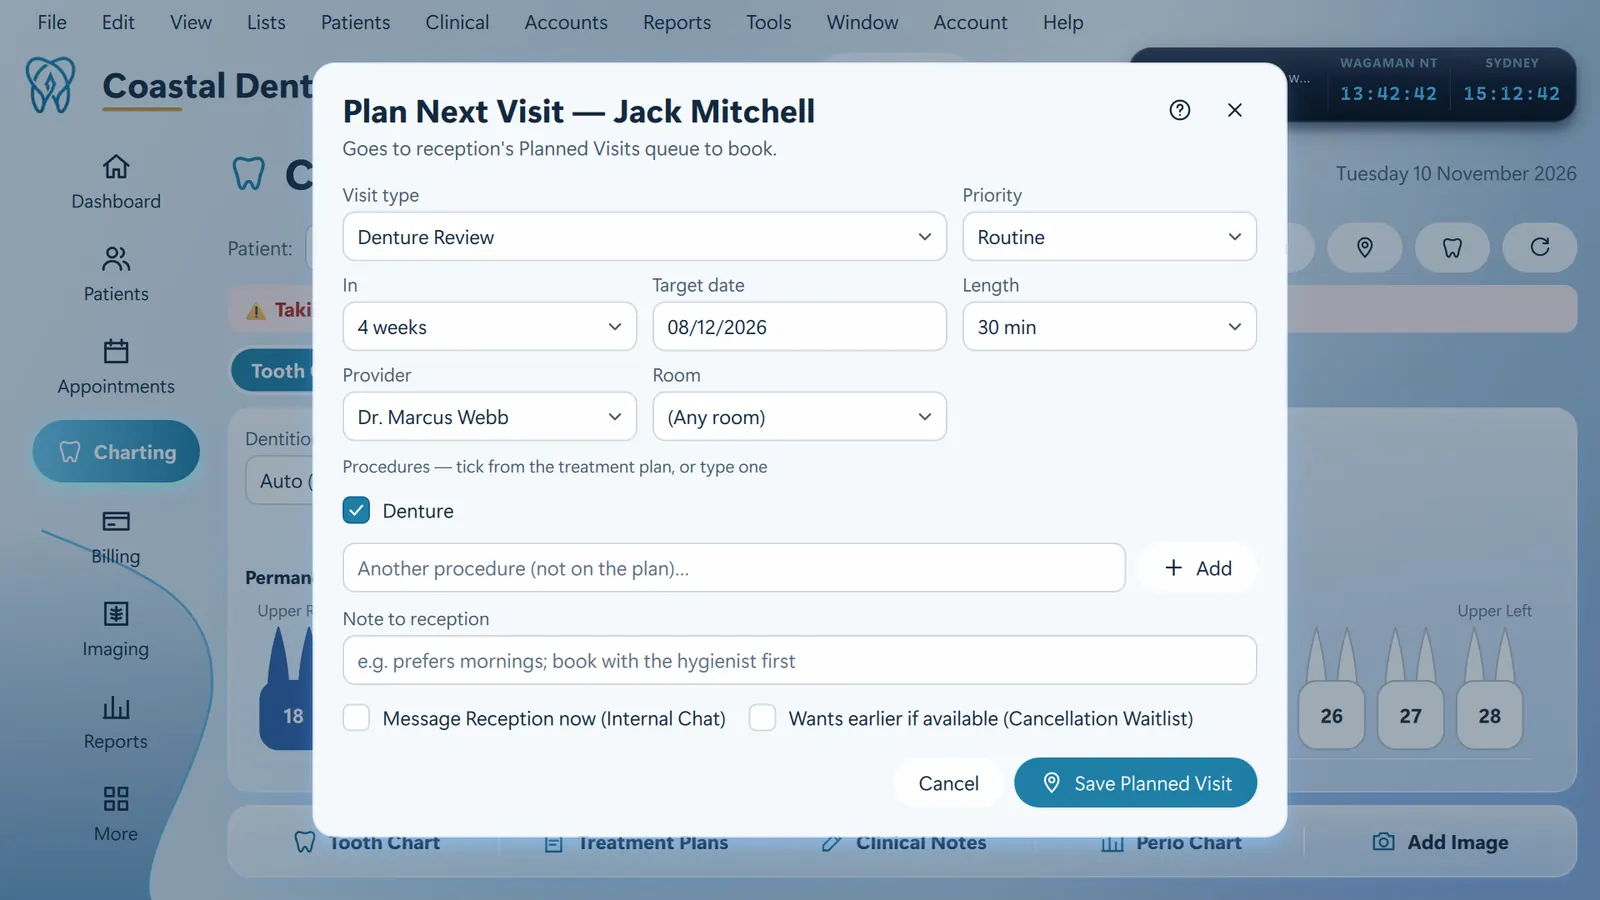 File Edit View Lists Patients Clinical Accounts Reports Tools Window Account Help
Coastal Dent
w...
WAGAMAN NT
13:42:42
SYDNEY
15:12:42
Dashboard
Patients
Appointments
Charting
Billing
Imaging
Reports
More
C
Tuesday 10 November 2026
Patient:
⚠ Taki
Tooth
Dentitio
Auto (
Perman
Upper R
18
Plan Next Visit — Jack Mitchell
Goes to reception's Planned Visits queue to book.
Visit type
Denture Review
Priority
Routine
In
4 weeks
Target date
08/12/2026
Length
30 min
Provider
Dr. Marcus Webb
Room
(Any room)
Procedures — tick from the treatment plan, or type one
Denture
Another procedure (not on the plan)...
Add
Note to reception
e.g. prefers mornings; book with the hygienist first
Message Reception now (Internal Chat)
Wants earlier if available (Cancellation Waitlist)
Cancel
Save Planned Visit
Upper Left
26 27 28
Tooth Chart
Treatment Plans
Clinical Notes
Perio Chart
Add Image